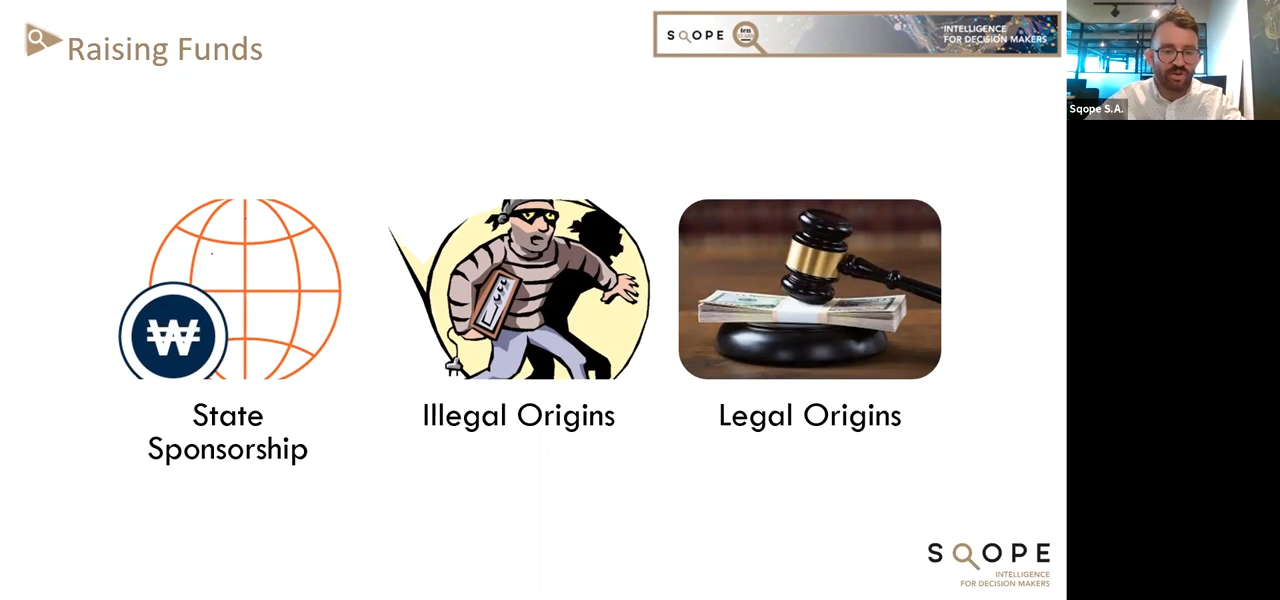 Raising Funds
SQOPE
ten
INTELLIGENCE
FOR DECISION MAKERS
Sqope S.A.
₩
State
Sponsorship
Illegal Origins
Legal Origins
SQOPE
INTELLIGENCE
FOR DECISION MAKERS